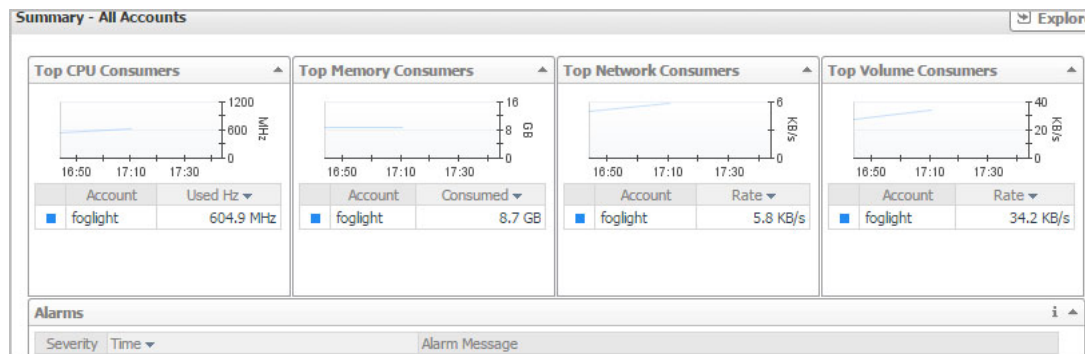 Summary - All Accounts
Explor
Top CPU Consumers
1200
600
0
MHz
16:50 17:10 17:30
Account Used Hz
foglight 604.9 MHz
Top Memory Consumers
16
8
0
GB
16:50 17:10 17:30
Account Consumed
foglight 8.7 GB
Top Network Consumers
6
0
KB/s
16:50 17:10 17:30
Account Rate
foglight 5.8 KB/s
Top Volume Consumers
40
20
0
KB/s
16:50 17:10 17:30
Account Rate
foglight 34.2 KB/s
Alarms
i
Severity Time Alarm Message